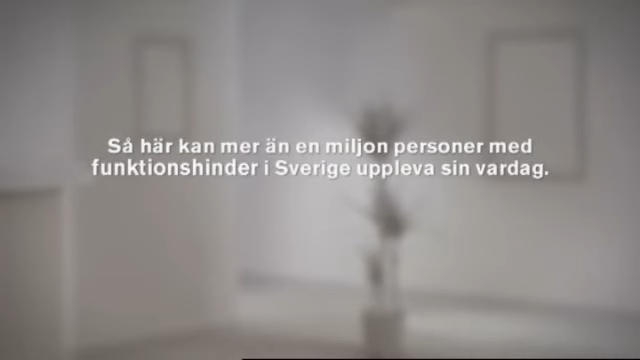 Så här kan mer än en miljon personer med
funktionshinder i Sverige uppleva sin vardag.